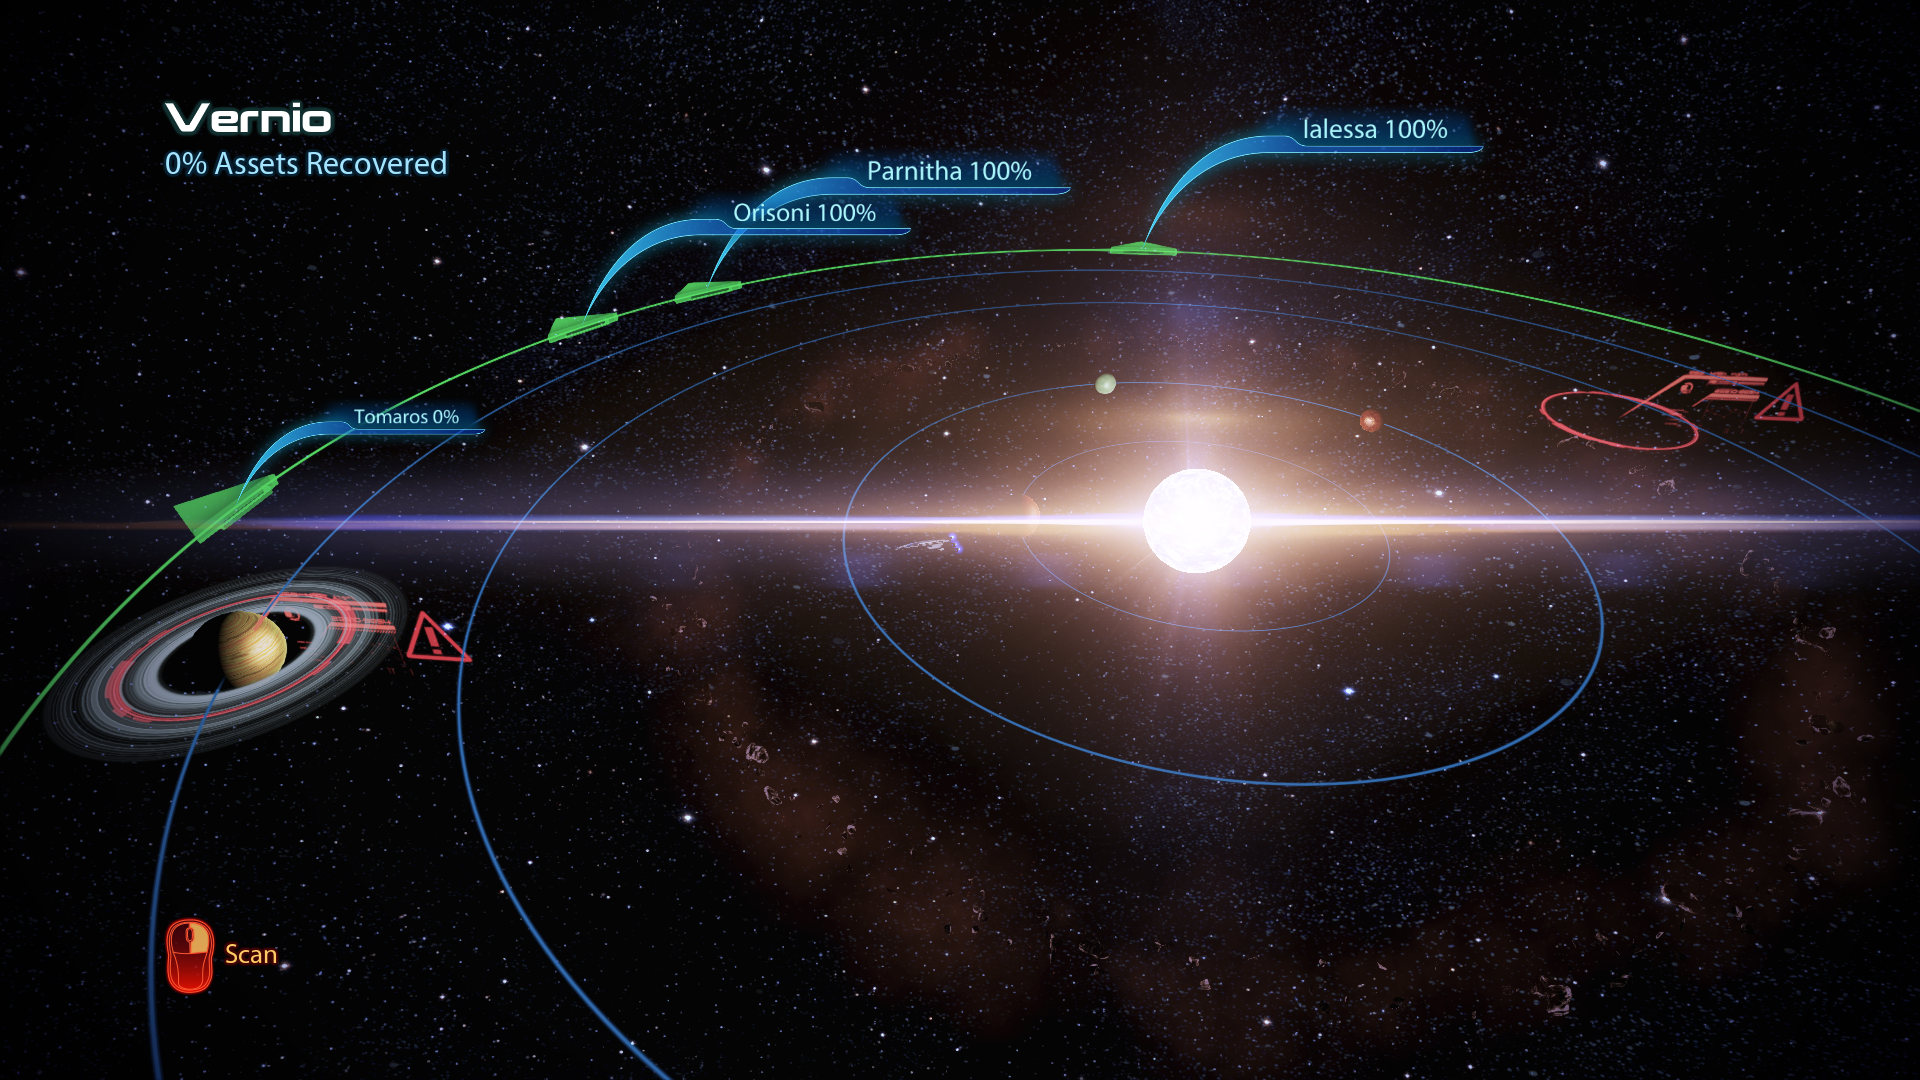 Vernio
0% Assets Recovered
Ialessa 100%
Parnitha 100%
Orisoni 100%
Tomaros 0%
Scan